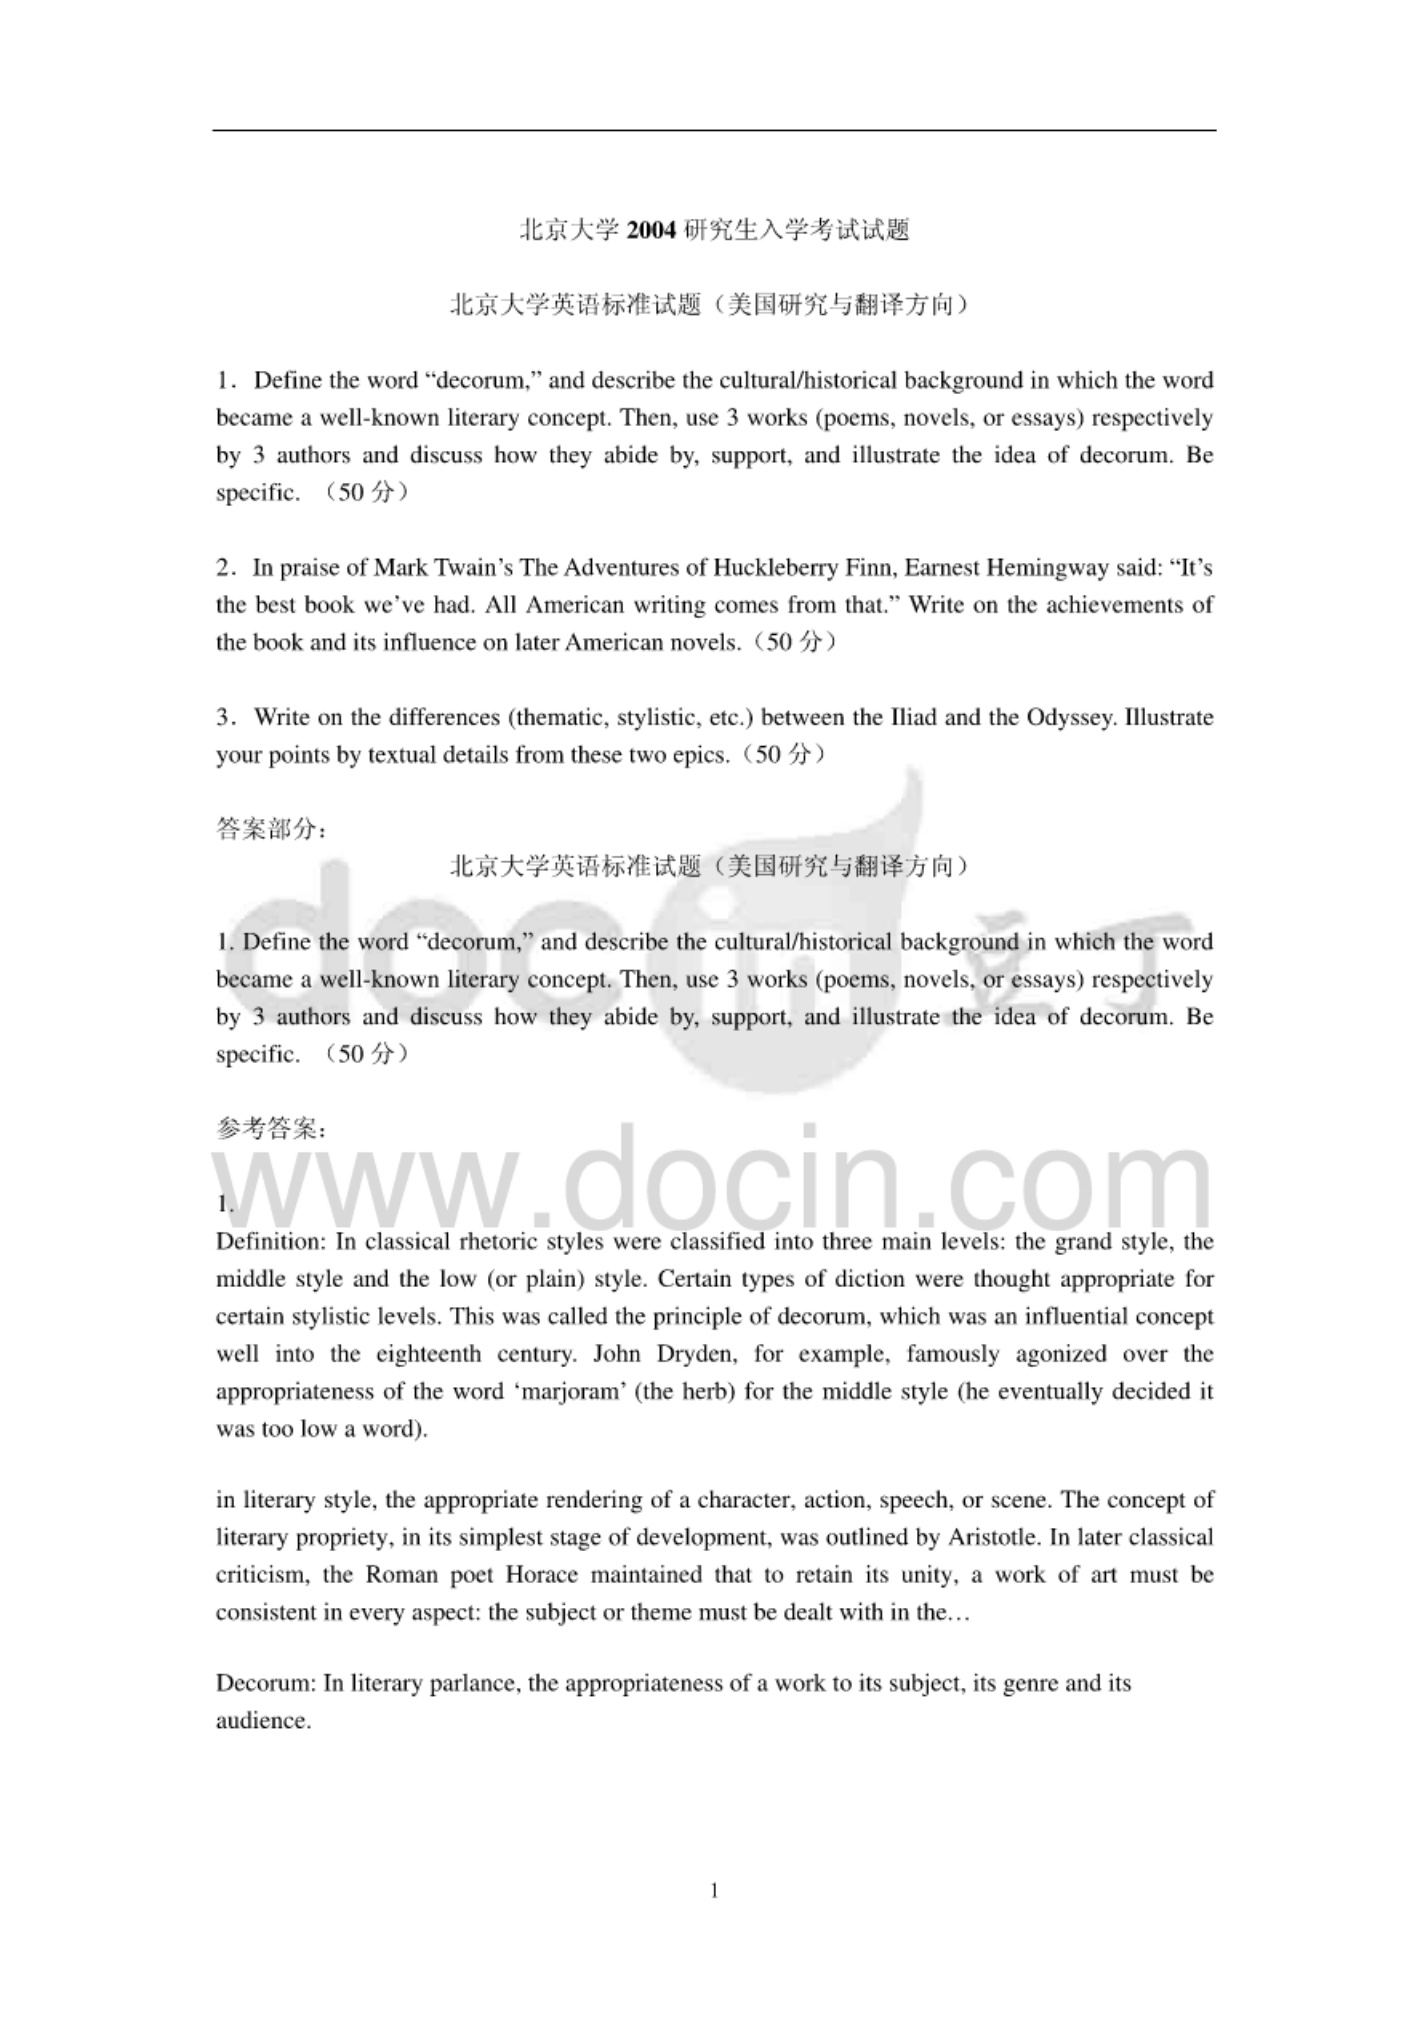 北京大学 2004 研究生入学考试试题
北京大学英语标准试题（美国研究与翻译方向）
1．Define the word “decorum,” and describe the cultural/historical background in which the word
became a well-known literary concept. Then, use 3 works (poems, novels, or essays) respectively
by 3 authors and discuss how they abide by, support, and illustrate the idea of decorum. Be
specific. （50 分）
2．In praise of Mark Twain’s The Adventures of Huckleberry Finn, Earnest Hemingway said: “It’s
the best book we’ve had. All American writing comes from that.” Write on the achievements of
the book and its influence on later American novels.（50 分）
3．Write on the differences (thematic, stylistic, etc.) between the Iliad and the Odyssey. Illustrate
your points by textual details from these two epics.（50 分）
答案部分：
北京大学英语标准试题（美国研究与翻译方向）
1. Define the word “decorum,” and describe the cultural/historical background in which the word
became a well-known literary concept. Then, use 3 works (poems, novels, or essays) respectively
by 3 authors and discuss how they abide by, support, and illustrate the idea of decorum. Be
specific. （50 分）
docin 豆丁
参考答案：
www.docin.com
1.
Definition: In classical rhetoric styles were classified into three main levels: the grand style, the
middle style and the low (or plain) style. Certain types of diction were thought appropriate for
certain stylistic levels. This was called the principle of decorum, which was an influential concept
well into the eighteenth century. John Dryden, for example, famously agonized over the
appropriateness of the word ‘marjoram’ (the herb) for the middle style (he eventually decided it
was too low a word).
in literary style, the appropriate rendering of a character, action, speech, or scene. The concept of
literary propriety, in its simplest stage of development, was outlined by Aristotle. In later classical
criticism, the Roman poet Horace maintained that to retain its unity, a work of art must be
consistent in every aspect: the subject or theme must be dealt with in the…
Decorum: In literary parlance, the appropriateness of a work to its subject, its genre and its
audience.
1